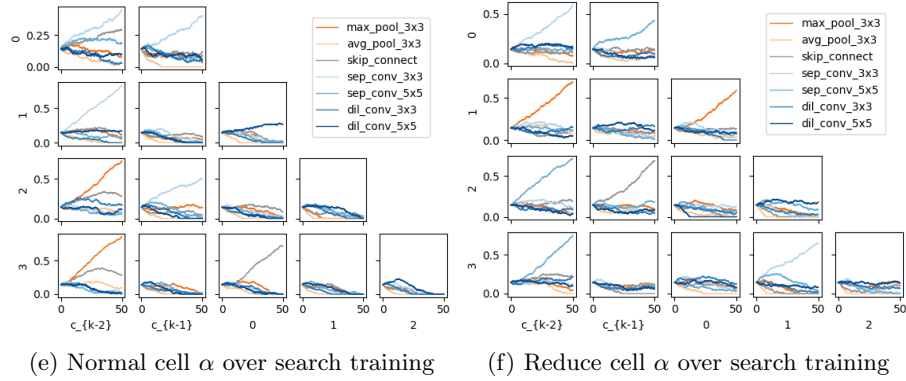 0.25
0.00
0
max_pool_3x3
avg_pool_3x3
skip_connect
sep_conv_3x3
sep_conv_5x5
dil_conv_3x3
dil_conv_5x5
0.5
0.0
1
0.5
0.0
2
0.5
0.0
3
0 50 0 50 0 50 0 50 0 50
c_{k-2} c_{k-1} 0 1 2
(e) Normal cell α over search training
0.5
0.0
0
max_pool_3x3
avg_pool_3x3
skip_connect
sep_conv_3x3
sep_conv_5x5
dil_conv_3x3
dil_conv_5x5
0.5
0.0
1
0.5
0.0
2
0.5
0.0
3
0 50 0 50 0 50 0 50 0 50
c_{k-2} c_{k-1} 0 1 2
(f) Reduce cell α over search training